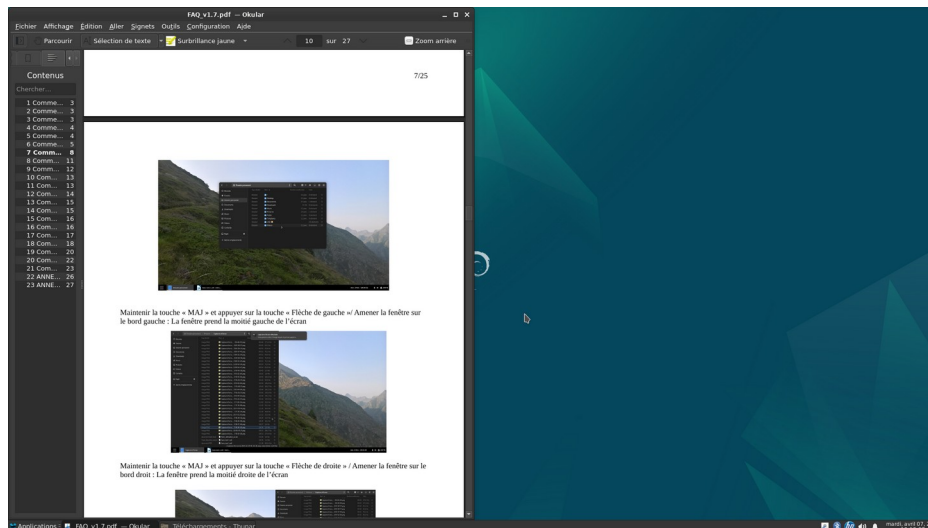 FAQ_v1.7.pdf — Okular
Fichier Affichage Édition Aller Signets Outils Configuration Aide
Parcourir Sélection de texte Surbrillance jaune 10 sur 27 Zoom arrière
Contenus
Chercher...
1 Comme... 3
2 Comme... 3
3 Comme... 3
4 Comme... 4
5 Comme... 4
6 Comme... 5
7 Comm... 8
8 Comm... 11
9 Comm... 12
10 Com... 13
11 Com... 13
12 Com... 14
13 Com... 15
14 Com... 15
15 Com... 16
16 Com... 16
17 Com... 17
18 Com... 18
19 Com... 20
20 Com... 22
21 Com... 23
22 ANNE... 26
23 ANNE... 27
7/25
Maintenir la touche « MAJ » et appuyer sur la touche « Flèche de gauche »/ Amener la fenêtre sur
le bord gauche : La fenêtre prend la moitié gauche de l'écran
Maintenir la touche « MAJ » et appuyer sur la touche « Flèche de droite » / Amener la fenêtre sur le
bord droit : La fenêtre prend la moitié droite de l'écran
Applications FAQ_v1.7.pdf — Okular Téléchargements - Thunar mardi, avril 07,